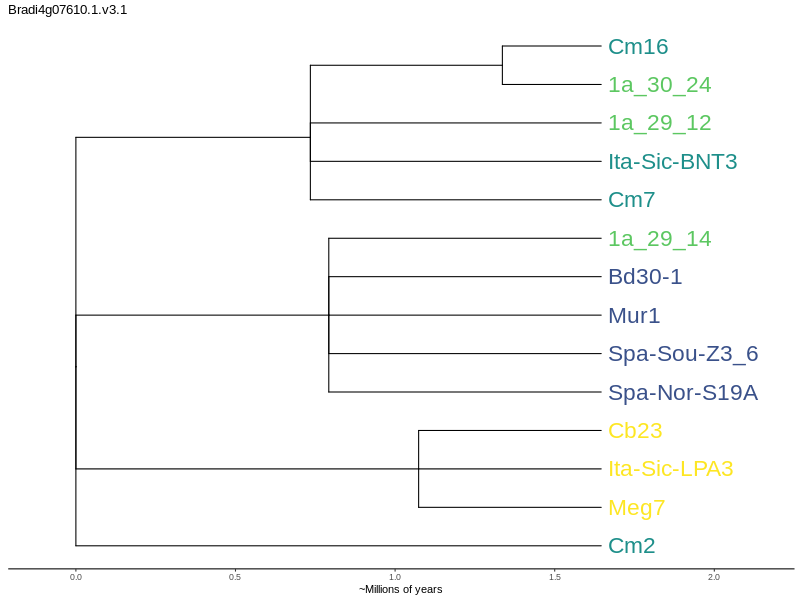 Bradi4g07610.1.v3.1
Cm16
1a_30_24
1a_29_12
Ita-Sic-BNT3
Cm7
1a_29_14
Bd30-1
Mur1
Spa-Sou-Z3_6
Spa-Nor-S19A
Cb23
Ita-Sic-LPA3
Meg7
Cm2
0.0 0.5 1.0 1.5 2.0
~Millions of years